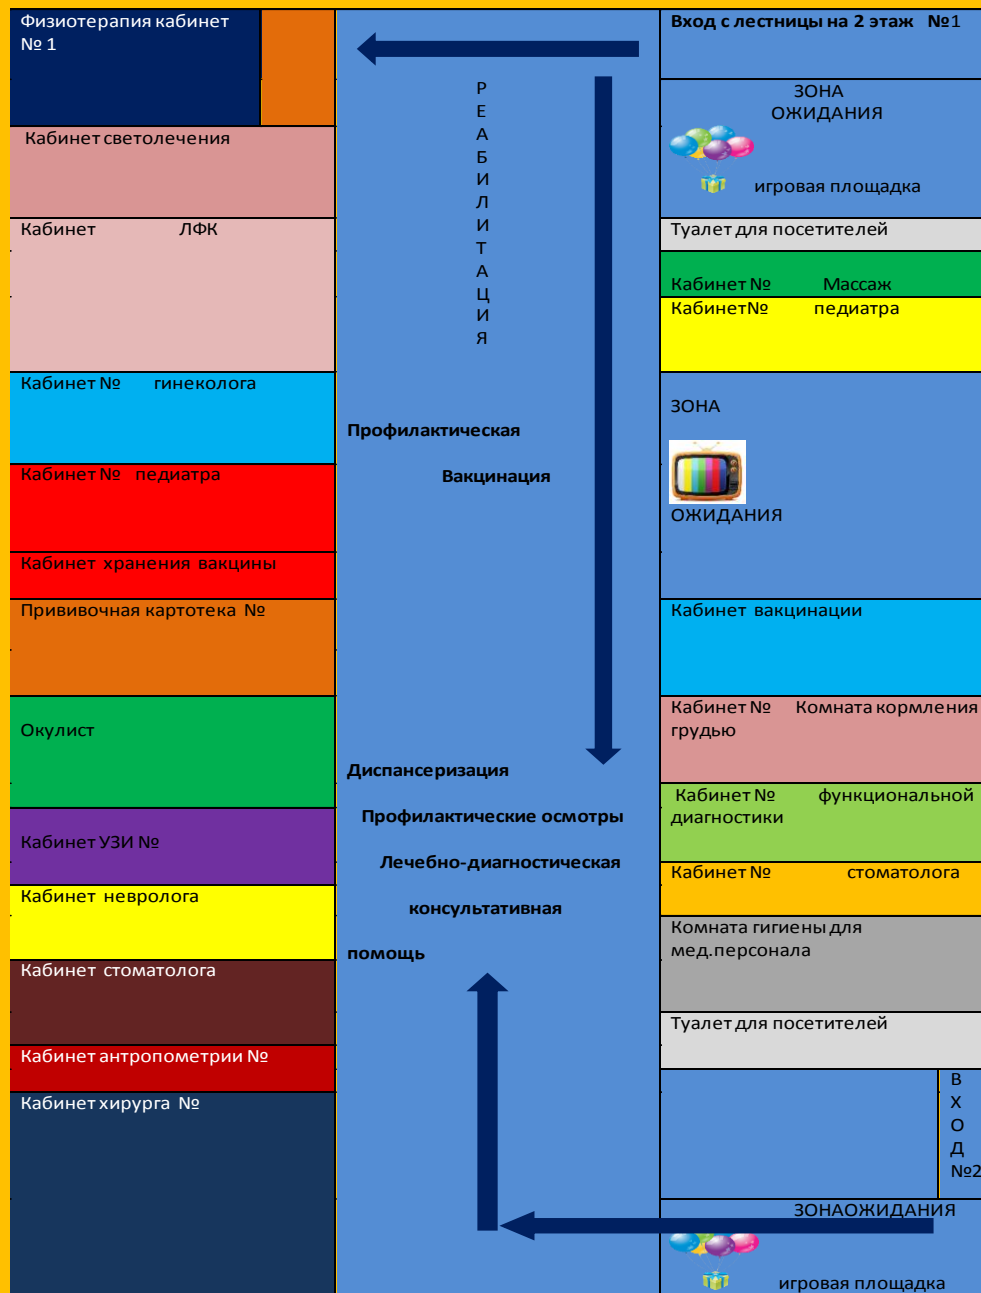 Физиотерапия кабинет
№ 1
Кабинет светолечения
Кабинет ЛФК
Кабинет № гинеколога
Кабинет № педиатра
Кабинет хранения вакцины
Прививочная картотека №
Окулист
Кабинет УЗИ №
Кабинет невролога
Кабинет стоматолога
Кабинет антропометрии №
Кабинет хирурга №
Р
Е
А
Б
И
Л
И
Т
А
Ц
И
Я
Профилактическая
Вакцинация
Диспансеризация
Профилактические осмотры
Лечебно-диагностическая
консультативная
помощь
Вход с лестницы на 2 этаж №1
ЗОНА
ОЖИДАНИЯ
игровая площадка
Туалет для посетителей
Кабинет № Массаж
Кабинет№ педиатра
ЗОНА
ОЖИДАНИЯ
Кабинет вакцинации
Кабинет № Комната кормления
грудью
Кабинет № функциональной
диагностики
Кабинет № стоматолога
Комната гигиены для
мед.персонала
Туалет для посетителей
В
Х
О
Д
№2
ЗОНАОЖИДАНИЯ
игровая площадка